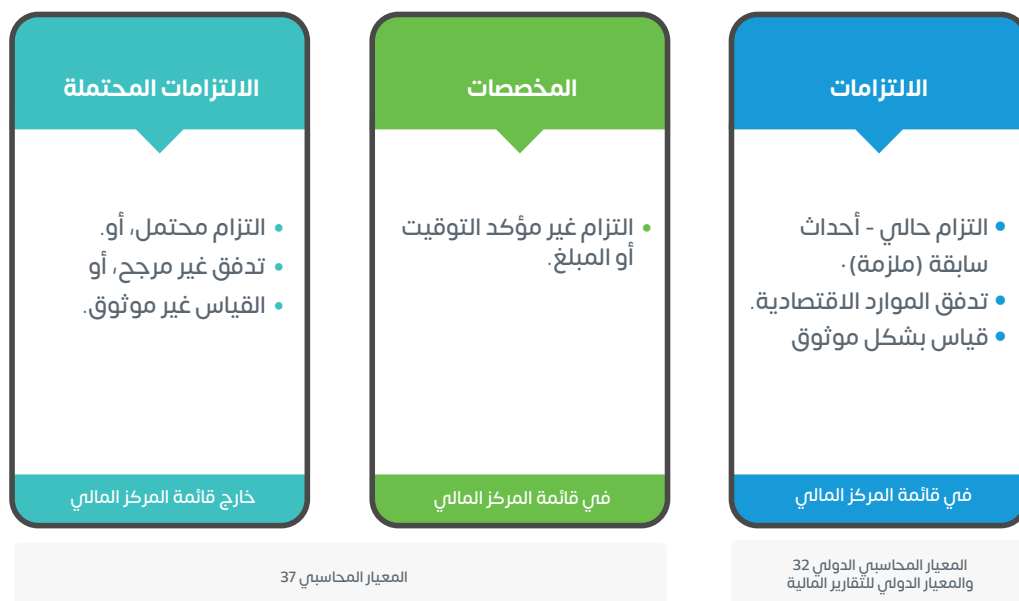 الالتزامات
التزام حالي - أحداث
سابقة (ملزمة).
تدفق الموارد الاقتصادية.
قياس بشكل موثوق
في قائمة المركز المالي
المعيار المحاسبي الدولي 32
والمعيار الدولي للتقارير المالية
المخصصات
التزام غير مؤكد التوقيت
أو المبلغ.
في قائمة المركز المالي
الالتزامات المحتملة
التزام محتمل، أو.
تدفق غير مرجح، أو
القياس غير موثوق.
خارج قائمة المركز المالي
المعيار المحاسبي 37